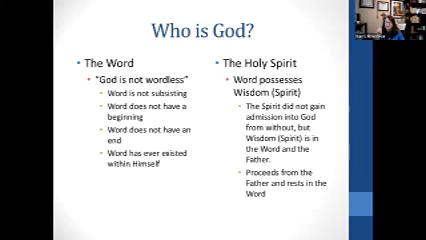 Who is God?
The Word
"God is not wordless"
Word is not subsisting
Word does not have a
beginning
Word does not have an
end
Word has ever existed
within Himself
The Holy Spirit
Word possesses
Wisdom (Spirit)
The Spirit did not gain
admission into God
from without, but
Wisdom (Spirit) is in
the Word and the
Father.
Proceeds from the
Father and rests in the
Word